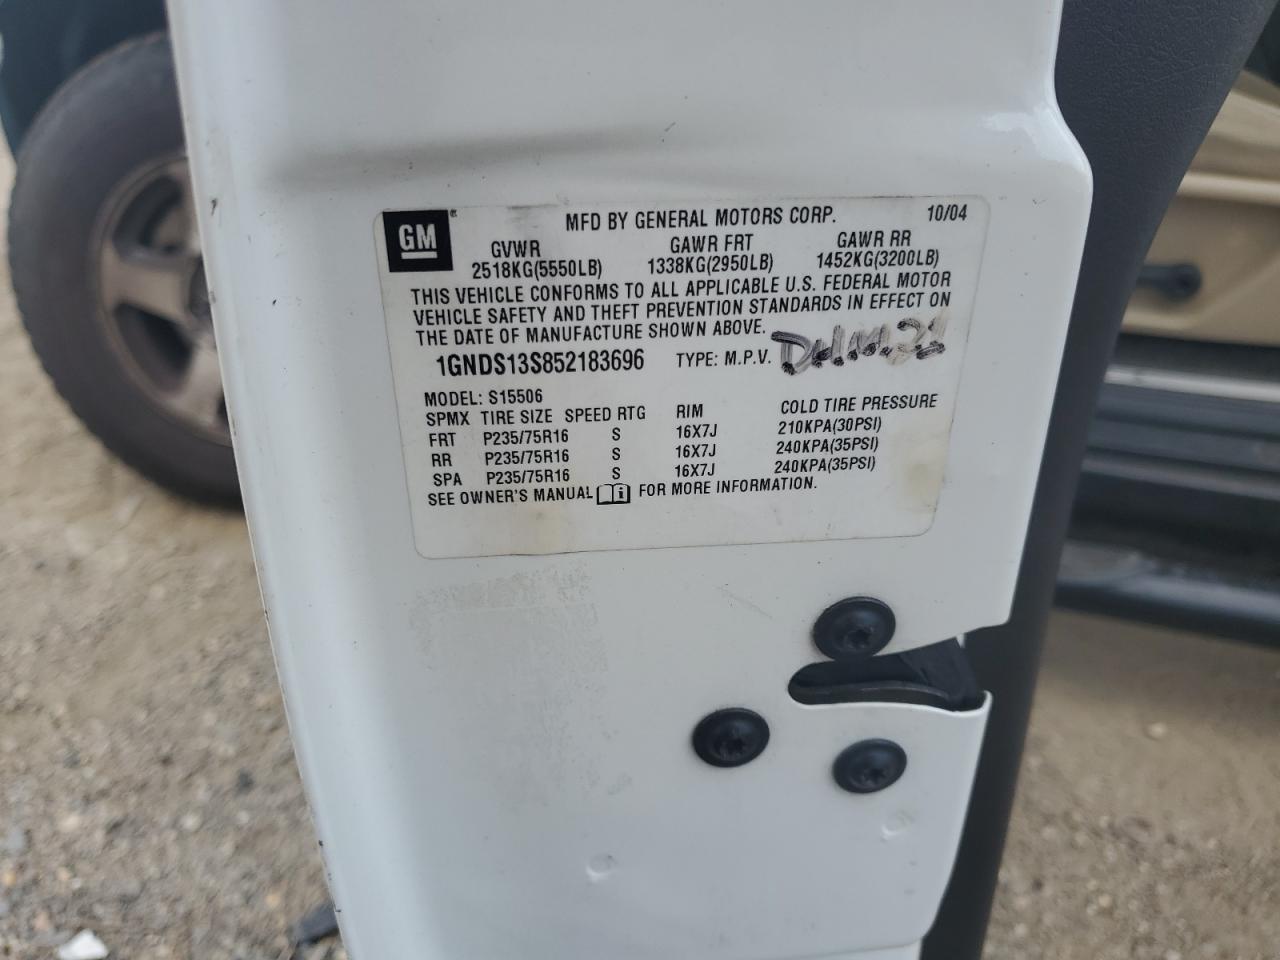 GM ® MFD BY GENERAL MOTORS CORP. 10/04
GVWR GAWR FRT GAWR RR
2518KG(5550LB) 1338KG(2950LB) 1452KG(3200LB)
THIS VEHICLE CONFORMS TO ALL APPLICABLE U.S. FEDERAL MOTOR
VEHICLE SAFETY AND THEFT PREVENTION STANDARDS IN EFFECT ON
THE DATE OF MANUFACTURE SHOWN ABOVE.
1GNDS13S852183696 TYPE: M.P.V.
MODEL: S15506
SPMX TIRE SIZE SPEED RTG RIM COLD TIRE PRESSURE
FRT P235/75R16 S 16X7J 210KPA(30PSI)
RR P235/75R16 S 16X7J 240KPA(35PSI)
SPA P235/75R16 S 16X7J 240KPA(35PSI)
SEE OWNER'S MANUAL FOR MORE INFORMATION.